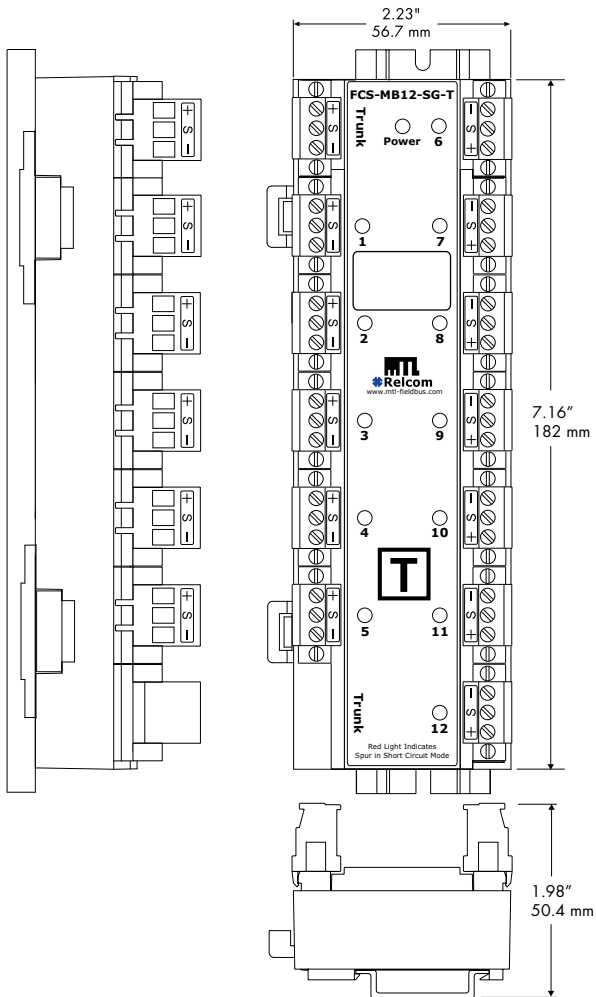 2.23"
56.7 mm
FCS-MB12-SG-T
Trunk
Power
6
1
7
2
8
MTL
Relcom
www.mtl-fieldbus.com
3
9
4
10
T
5
11
Trunk
12
Red Light Indicates
Spur in Short Circuit Mode
+ S −
+ S −
+ S −
+ S −
+ S −
+ S −
+ S −
+ S −
+ S −
+ S −
+ S −
+ S −
− S +
− S +
− S +
− S +
− S +
− S +
− S +
7.16"
182 mm
1.98"
50.4 mm